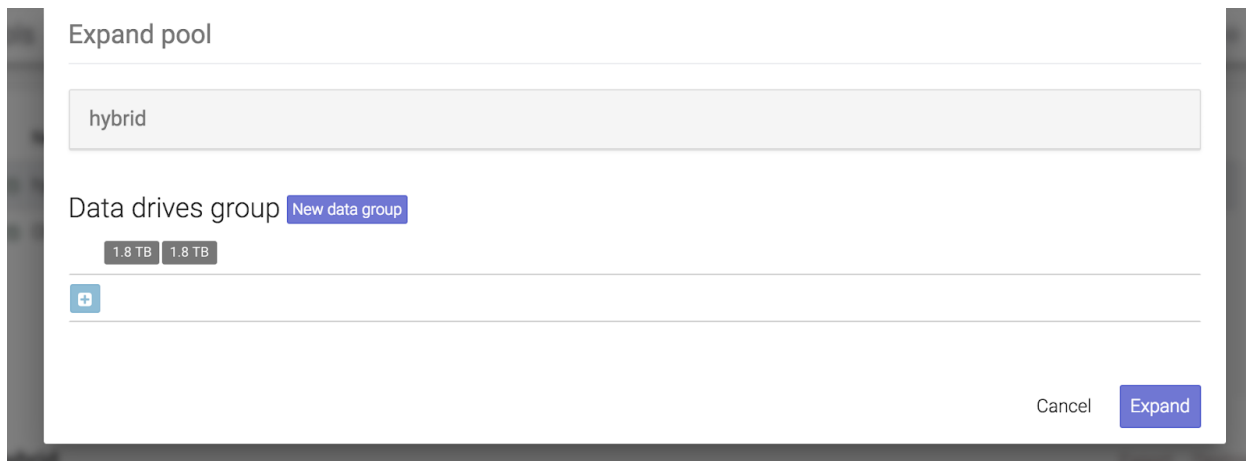 Expand pool
hybrid
Data drives group New data group
1.8 TB 1.8 TB
Cancel Expand